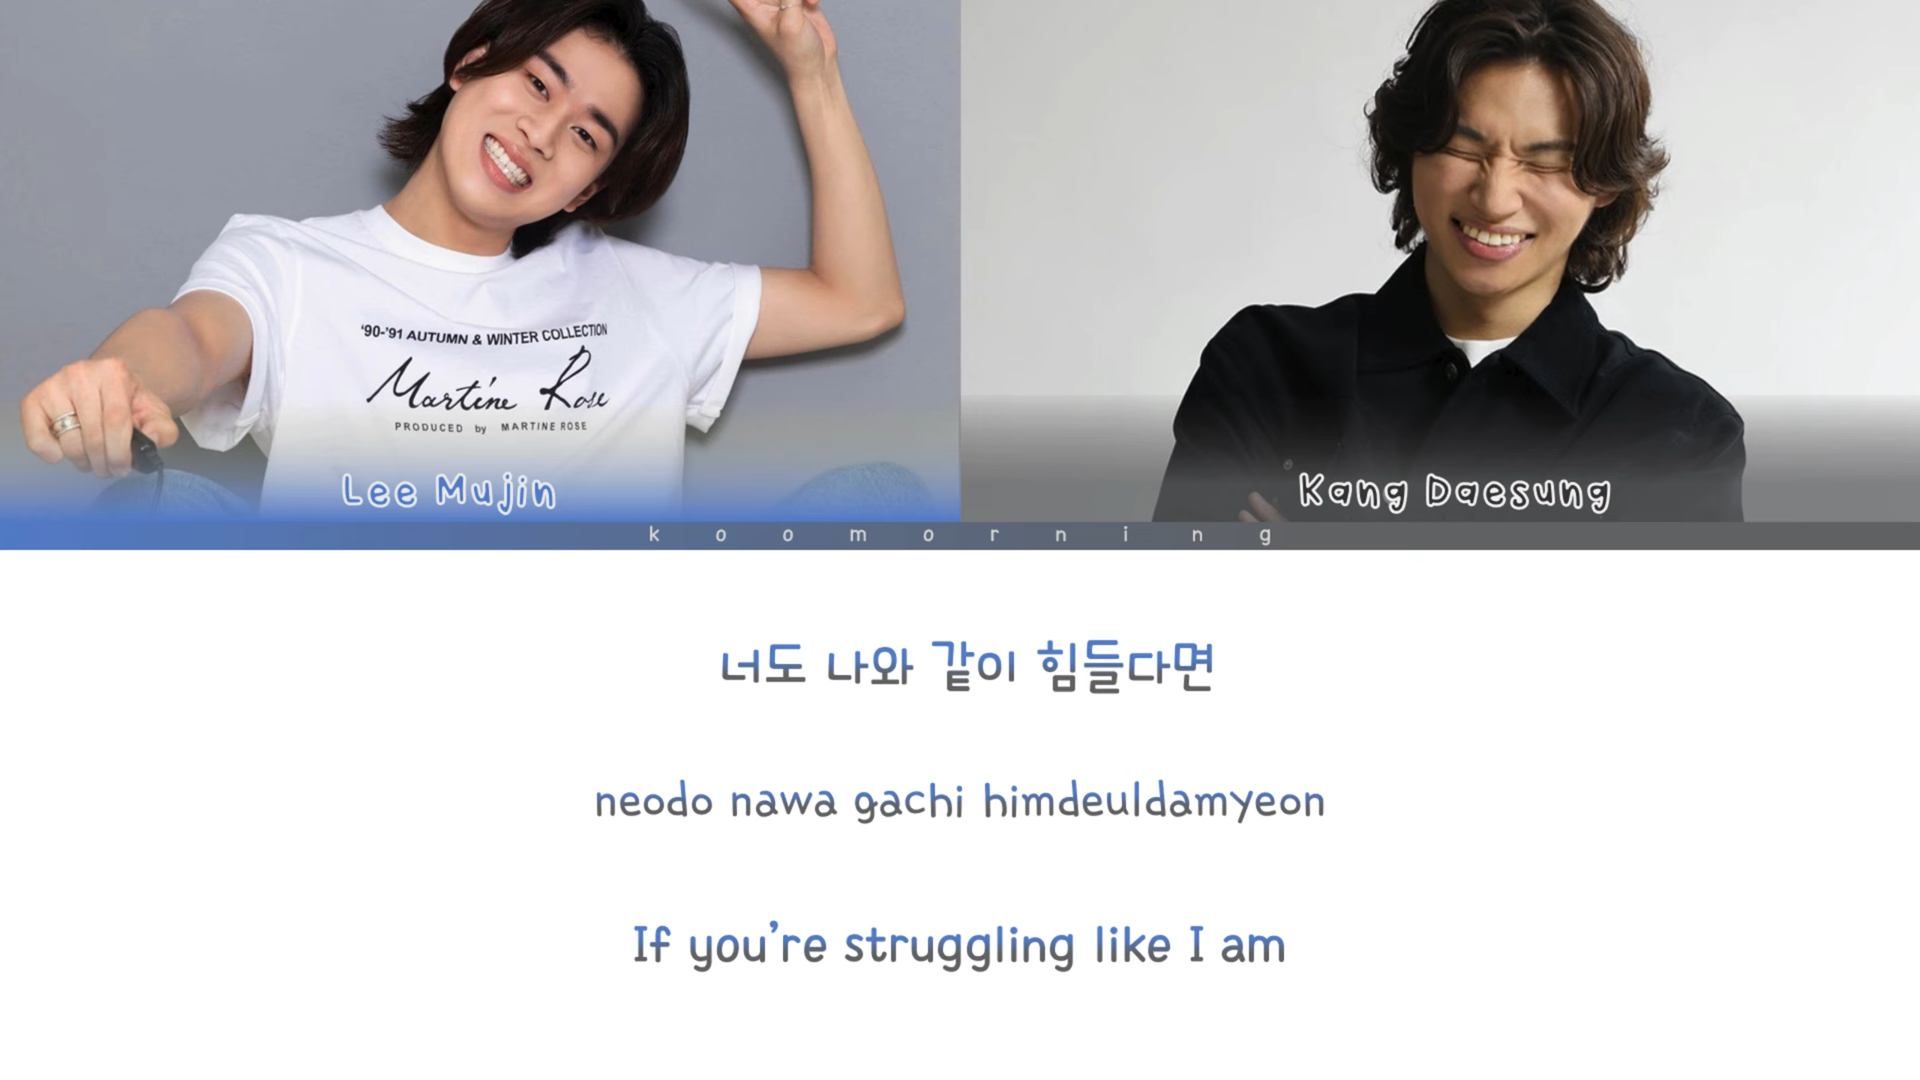 '90-'91 AUTUMN & WINTER COLLECTION
Martine Rose
PRODUCED by MARTINE ROSE
Lee Mujin
Kang Daesung
koomorning
너도 나와 같이 힘들다면
neodo nawa gachi himdeuldamyeon
If you're struggling like I am